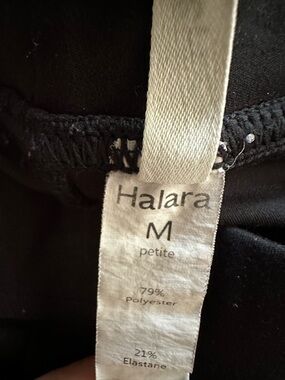 Halara
M
petite
79%
Polyester
21%
Elastane